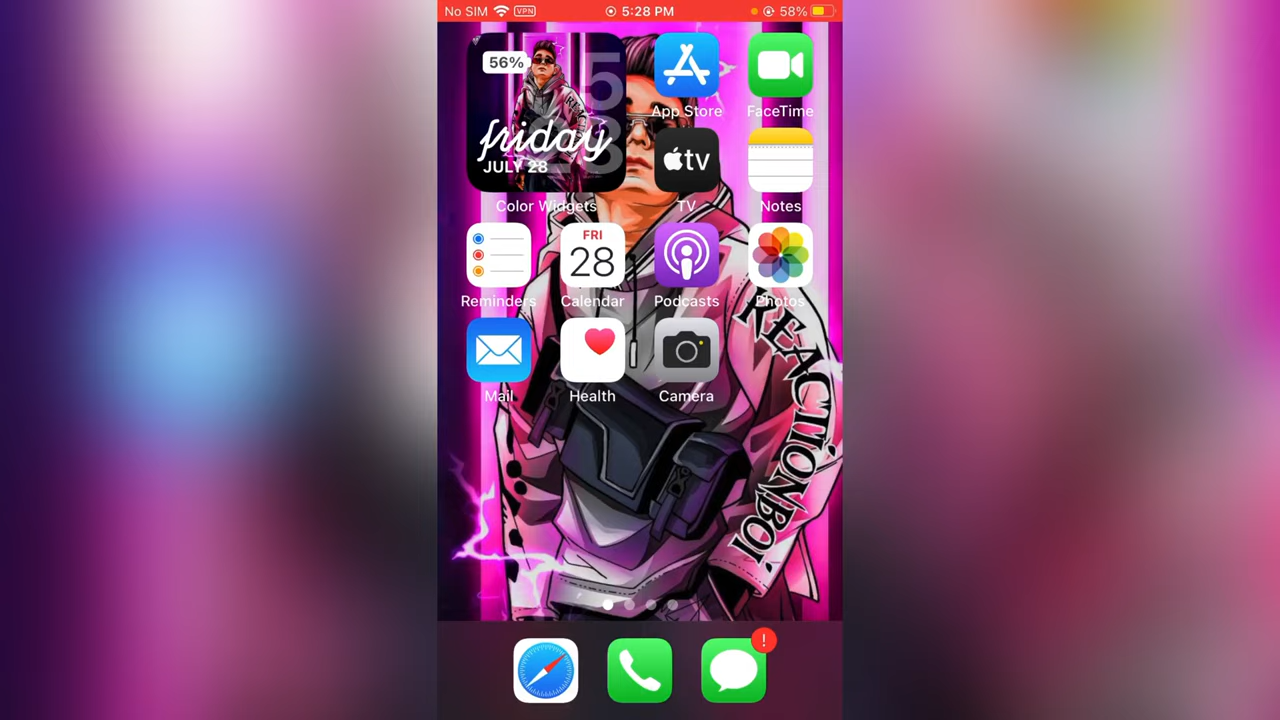 No SIM VPN 5:28 PM 58%
56%
friday
JULY 28
Color Widgets
App Store
FaceTime
tv
TV
Notes
Reminders
FRI
28
Calendar
Podcasts
Photos
Mail
Health
Camera
REACTIONBOI
!